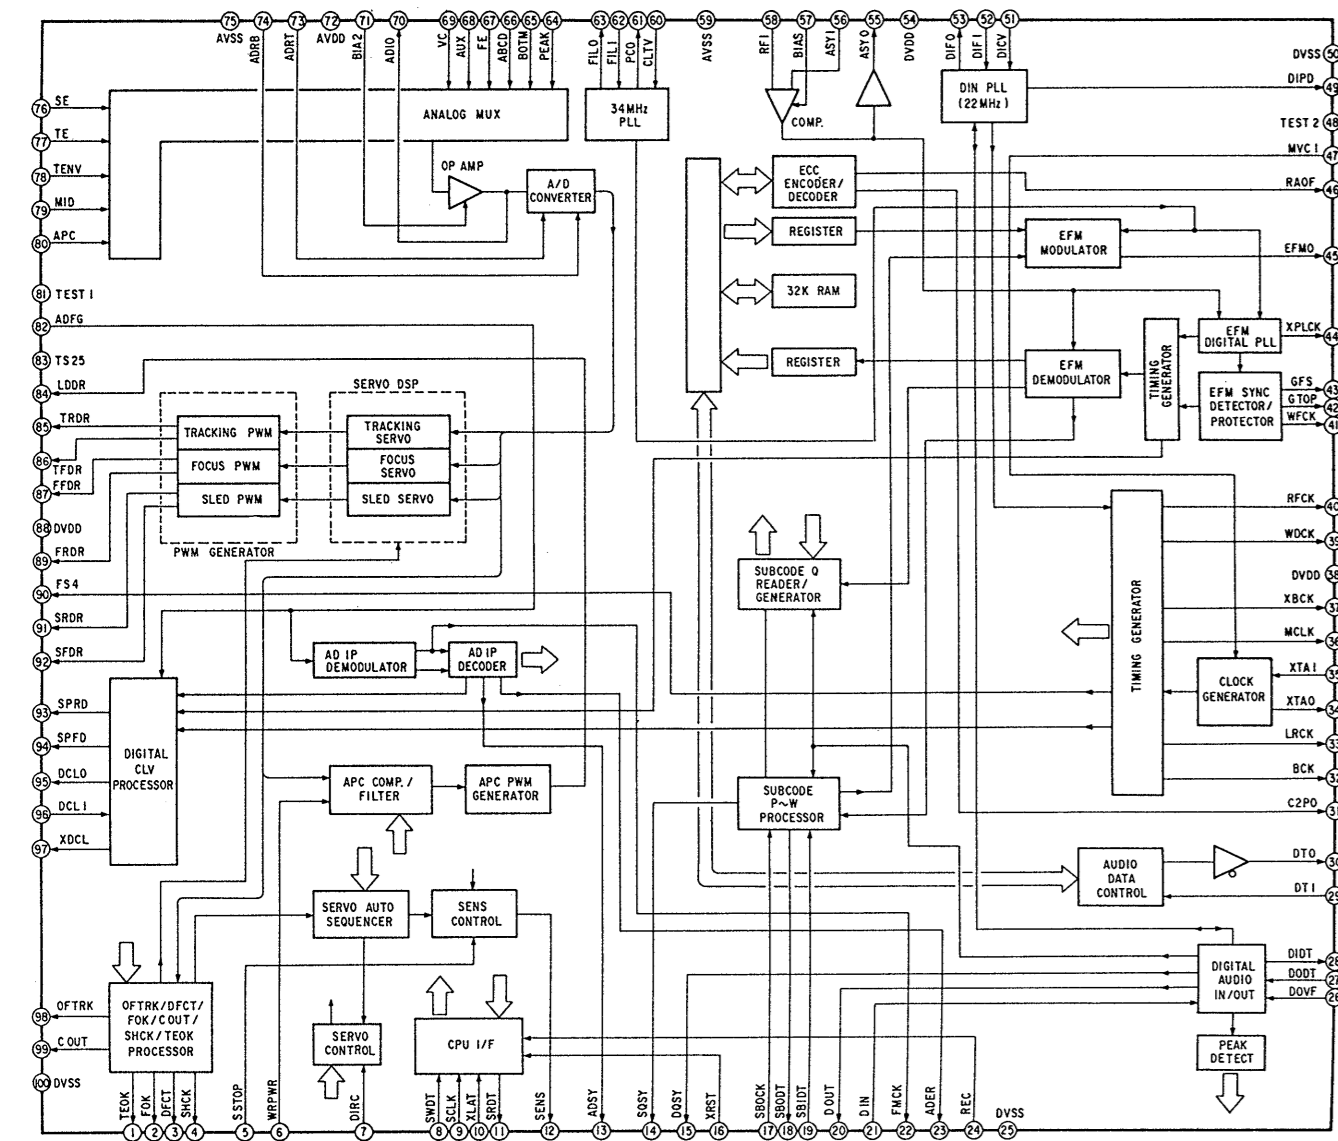 75 74 73 72 71 70 69 68 67 66 65 64 63 62 61 60 59 58 57 56 55 54 53 52 51
AVSS
ADRB
ADRT
AVDD
BIA2
ADIO
VC
AUX
FE
ABCD
BOTM
PEAK
FILO
FILI
PCO
CLTV
AVSS
RFI
BIAS
ASYI
ASYO
DVDD
DIFO
DIFI
DICV
DVSS 50
DIPD 49
TEST2 48
MVCI 47
RAOF 46
EFMO 45
XPLCK 44
GFS 43
GTOP 42
WFCK 41
RFCK 40
WDCK 39
DVDD 38
XBCK 37
MCLK 36
XTAI 35
XTAO 34
LRCK 33
BCK 32
C2PO 31
DTO 30
DTI 29
DIDT 28
DODT 27
DOVF 26
76 SE
77 TE
78 TENV
79 MID
80 APC
81 TEST1
82 ADFG
83 TS25
84 LDDR
85 TRDR
86 TFDR
87 FFDR
88 DVDD
89 FRDR
90 FS4
91 SRDR
92 SFDR
93 SPRD
94 SPFD
95 DCLO
96 DCLI
97 XDCL
98 OFTRK
99 COUT
100 DVSS
ANALOG MUX
34MHz
PLL
COMP.
DIN PLL
(22MHz)
OP AMP
A/D
CONVERTER
ECC
ENCODER/
DECODER
REGISTER
32K RAM
REGISTER
EFM
MODULATOR
EFM
DEMODULATOR
TIMING
GENERATOR
EFM
DIGITAL PLL
EFM SYNC
DETECTOR/
PROTECTOR
SERVO DSP
TRACKING PWM
FOCUS PWM
SLED PWM
PWM GENERATOR
TRACKING
SERVO
FOCUS
SERVO
SLED SERVO
SUBCODE Q
READER/
GENERATOR
TIMING GENERATOR
CLOCK
GENERATOR
ADIP
DEMODULATOR
ADIP
DECODER
DIGITAL
CLV
PROCESSOR
APC COMP./
FILTER
APC PWM
GENERATOR
SUBCODE
P~W
PROCESSOR
AUDIO
DATA
CONTROL
SERVO AUTO
SEQUENCER
SENS
CONTROL
OFTRK/DFCT/
FOK/COUT/
SHCK/TEOK
PROCESSOR
SERVO
CONTROL
CPU I/F
DIGITAL
AUDIO
IN/OUT
PEAK
DETECT
TEOK
FOK
DFCT
SHCK
SSTOP
WRPWR
DIRC
SWDT
SCLK
XLAT
SRDT
SENS
ADSY
SQSY
DQSY
XRST
SBOCK
SBODT
SBIDT
DOUT
DIN
FMCK
ADER
REC
DVSS
1 2 3 4 5 6 7 8 9 10 11 12 13 14 15 16 17 18 19 20 21 22 23 24 25